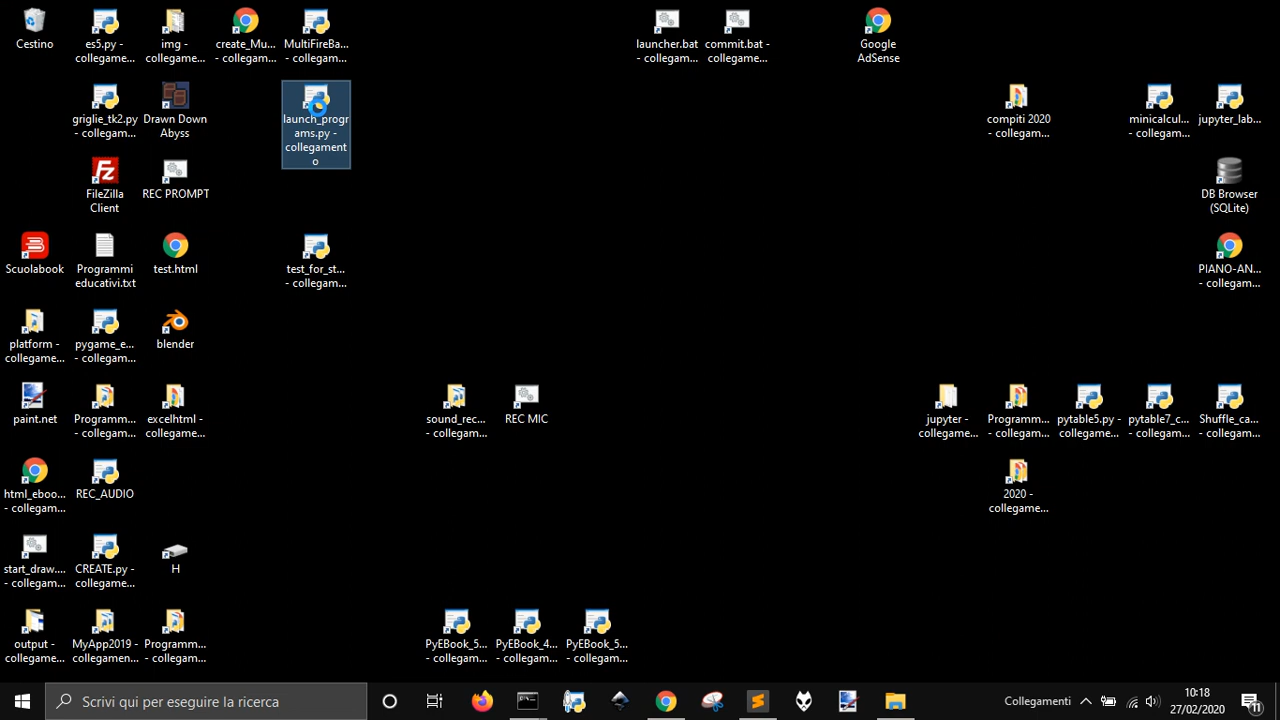 Cestino
es5.py -
collegame...
img -
collegame...
create_Mu...
- collegam...
MultiFireBa...
- collegam...
launcher.bat
- collegam...
commit.bat -
collegame...
Google
AdSense
griglie_tk2.py
- collegam...
Drawn Down
Abyss
launch_progr
ams.py -
collegament
o
compiti 2020
- collegam...
minicalcul...
- collegam...
jupyter_lab...
- collegam...
FileZilla
Client
REC PROMPT
DB Browser
(SQLite)
Scuolabook
Programmi
educativi.txt
test.html
test_for_st...
- collegam...
PIANO-AN...
- collegam...
platform -
collegame...
pygame_e...
- collegam...
blender
paint.net
Programm...
- collegam...
excelhtml -
collegame...
sound_rec...
- collegam...
REC MIC
jupyter -
collegame...
Programm...
- collegam...
pytable5.py -
collegame...
pytable7_c...
- collegam...
Shuffle_ca...
- collegam...
html_eboo...
- collegam...
REC_AUDIO
2020 -
collegame...
start_draw....
- collegam...
CREATE.py -
collegame...
H
output -
collegame...
MyApp2019 -
collegamen...
Programm...
- collegam...
PyEBook_5...
- collegam...
PyEBook_4...
- collegam...
PyEBook_5...
- collegam...
Scrivi qui per eseguire la ricerca
Collegamenti
10:18
27/02/2020
11